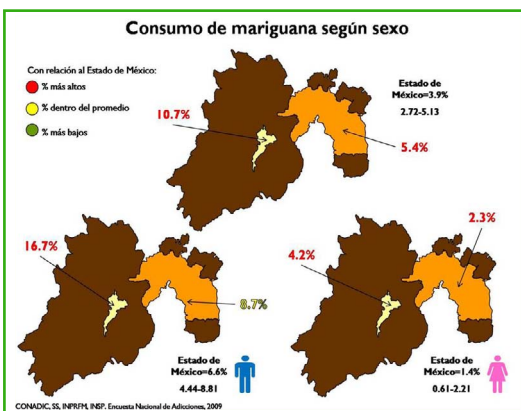 Consumo de mariguana según sexo
Con relación al Estado de México:
% más altos
% dentro del promedio
% más bajos
10.7%
Estado de
México=3.9%
2.72-5.13
5.4%
16.7%
8.7%
Estado de
México=6.6%
4.44-8.81
4.2%
2.3%
Estado de
México=1.4%
0.61-2.21
CONADIC, SS, INPRFM, INSP. Encuesta Nacional de Adicciones, 2009